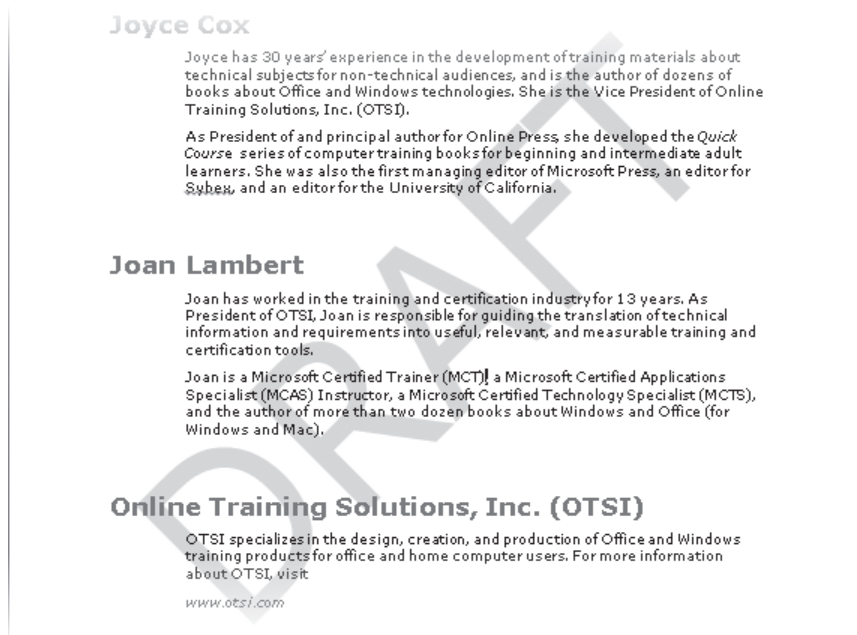 Joyce Cox
Joyce has 30 years' experience in the development of training materials about
technical subjects for non-technical audiences, and is the author of dozens of
books about Office and Windows technologies. She is the Vice President of Online
Training Solutions, Inc. (OTSI).
As President of and principal author for Online Press, she developed the Quick
Course series of computer training books for beginning and intermediate adult
learners. She was also the first managing editor of Microsoft Press, an editor for
Sybex, and an editor for the University of California.
Joan Lambert
Joan has worked in the training and certification industry for 13 years. As
President of OTSI, Joan is responsible for guiding the translation of technical
information and requirements into useful, relevant, and measurable training and
certification tools.
Joan is a Microsoft Certified Trainer (MCT), a Microsoft Certified Applications
Specialist (MCAS) Instructor, a Microsoft Certified Technology Specialist (MCTS),
and the author of more than two dozen books about Windows and Office (for
Windows and Mac).
Online Training Solutions, Inc. (OTSI)
OTSI specializes in the design, creation, and production of Office and Windows
training products for office and home computer users. For more information
about OTSI, visit
www.otsi.com
DRAFT